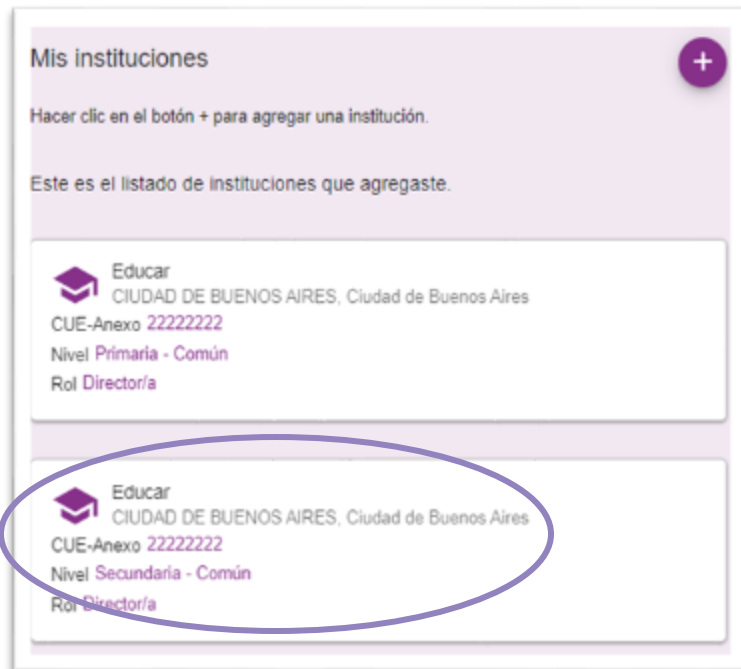 Mis instituciones
+
Hacer clic en el botón + para agregar una institución.
Este es el listado de instituciones que agregaste.
Educar
CIUDAD DE BUENOS AIRES, Ciudad de Buenos Aires
CUE-Anexo 22222222
Nivel Primaria - Común
Rol Director/a
Educar
CIUDAD DE BUENOS AIRES, Ciudad de Buenos Aires
CUE-Anexo 22222222
Nivel Secundaria - Común
Rol Director/a